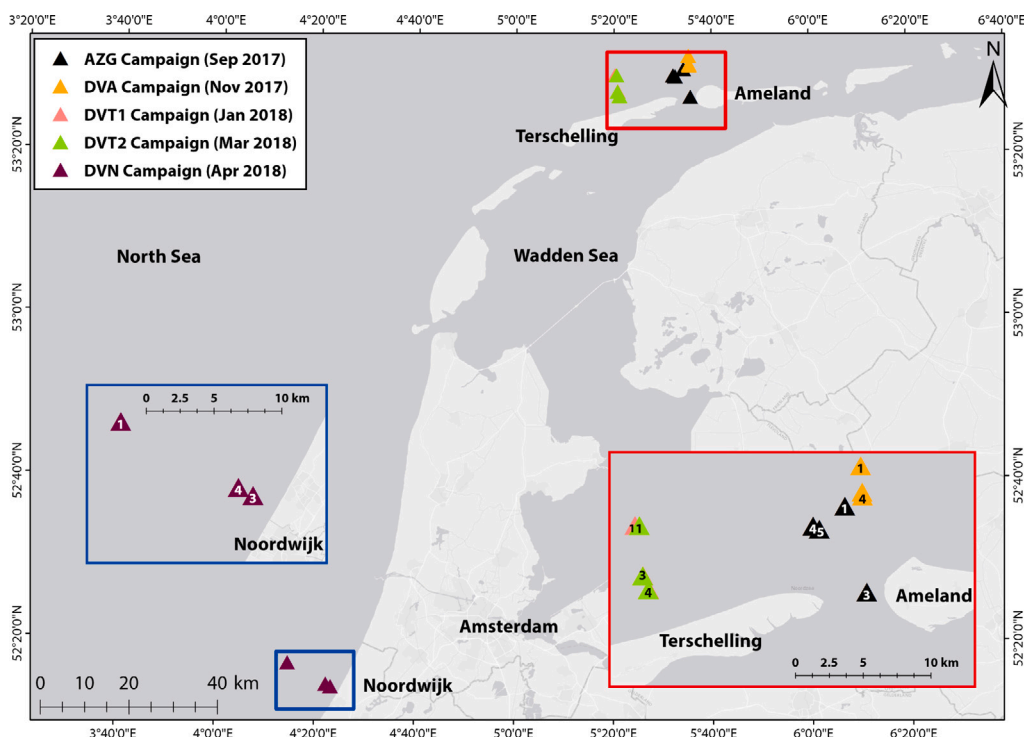 3°20'0"E 3°40'0"E 4°0'0"E 4°20'0"E 4°40'0"E 5°0'0"E 5°20'0"E 5°40'0"E 6°0'0"E 6°20'0"E 6°40'0"E
N
AZG Campaign (Sep 2017)
DVA Campaign (Nov 2017)
DVT1 Campaign (Jan 2018)
DVT2 Campaign (Mar 2018)
DVN Campaign (Apr 2018)
Ameland
Terschelling
53°20'0"N 53°20'0"N
North Sea
Wadden Sea
53°0'0"N 53°0'0"N
0 2.5 5 10 km
1
4
3
Noordwijk
52°40'0"N 52°40'0"N
1
4
1
11
4
5
3
4
3
Ameland
Terschelling
0 2.5 5 10 km
Amsterdam
52°20'0"N 52°20'0"N
Noordwijk
0 10 20 40 km
3°40'0"E 4°0'0"E 4°20'0"E 4°40'0"E 5°0'0"E 5°20'0"E 5°40'0"E 6°0'0"E 6°20'0"E